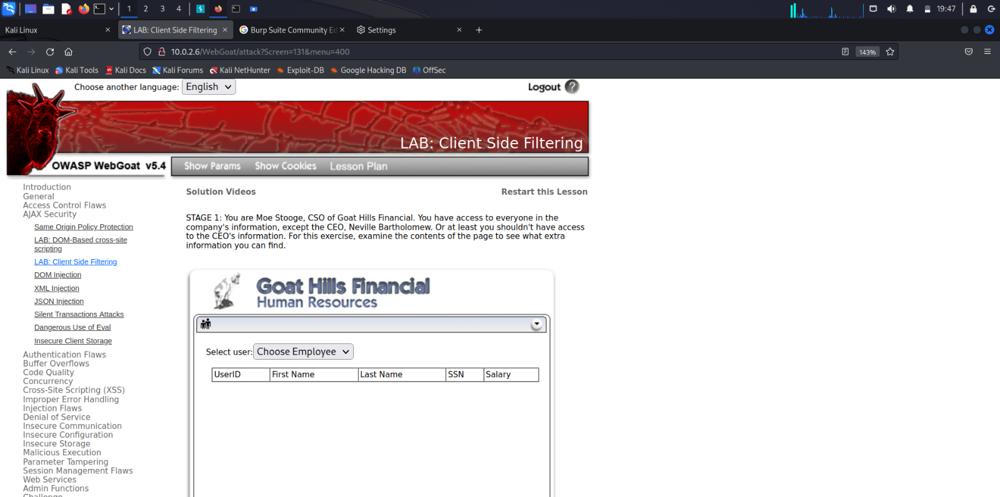 1 2 3 4 19:47
Kali Linux
LAB: Client Side Filtering
Burp Suite Community Ed
Settings
10.0.2.6/WebGoat/attack?Screen=131&menu=400
143%
Kali Linux Kali Tools Kali Docs Kali Forums Kali NetHunter Exploit-DB Google Hacking DB OffSec
Choose another language: English
Logout ?
LAB: Client Side Filtering
OWASP WebGoat v5.4
Show Params Show Cookies Lesson Plan
Introduction
General
Access Control Flaws
AJAX Security
Same Origin Policy Protection
LAB: DOM-Based cross-site
scripting
LAB: Client Side Filtering
DOM Injection
XML Injection
JSON Injection
Silent Transactions Attacks
Dangerous Use of Eval
Insecure Client Storage
Authentication Flaws
Buffer Overflows
Code Quality
Concurrency
Cross-Site Scripting (XSS)
Improper Error Handling
Injection Flaws
Denial of Service
Insecure Communication
Insecure Configuration
Insecure Storage
Malicious Execution
Parameter Tampering
Session Management Flaws
Web Services
Admin Functions
Challenge
Solution Videos
Restart this Lesson
STAGE 1: You are Moe Stooge, CSO of Goat Hills Financial. You have access to everyone in the
company's information, except the CEO, Neville Bartholomew. Or at least you shouldn't have access
to the CEO's information. For this exercise, examine the contents of the page to see what extra
information you can find.
Goat Hills Financial
Human Resources
Select user: Choose Employee
UserID First Name Last Name SSN Salary